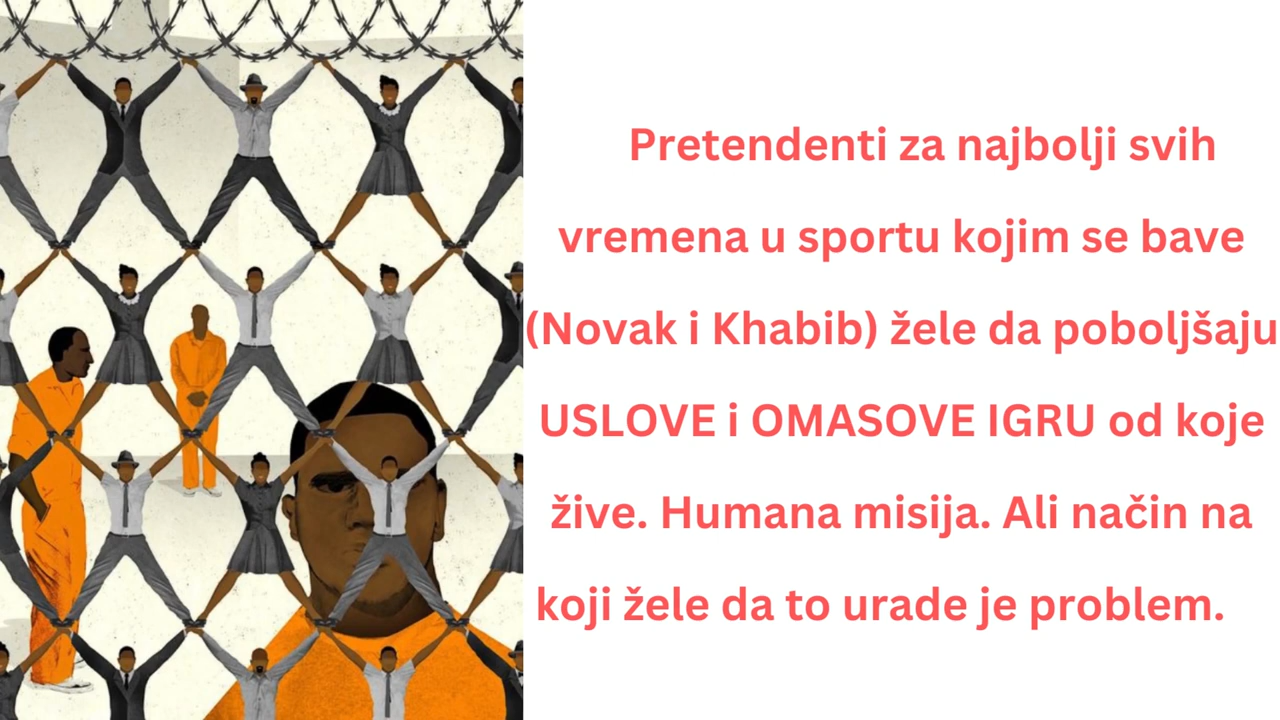 Pretendenti za najbolji svih
vremena u sportu kojim se bave
(Novak i Khabib) žele da poboljšaju
USLOVE i OMASOVE IGRU od koje
žive. Humana misija. Ali način na
koji žele da to urade je problem.